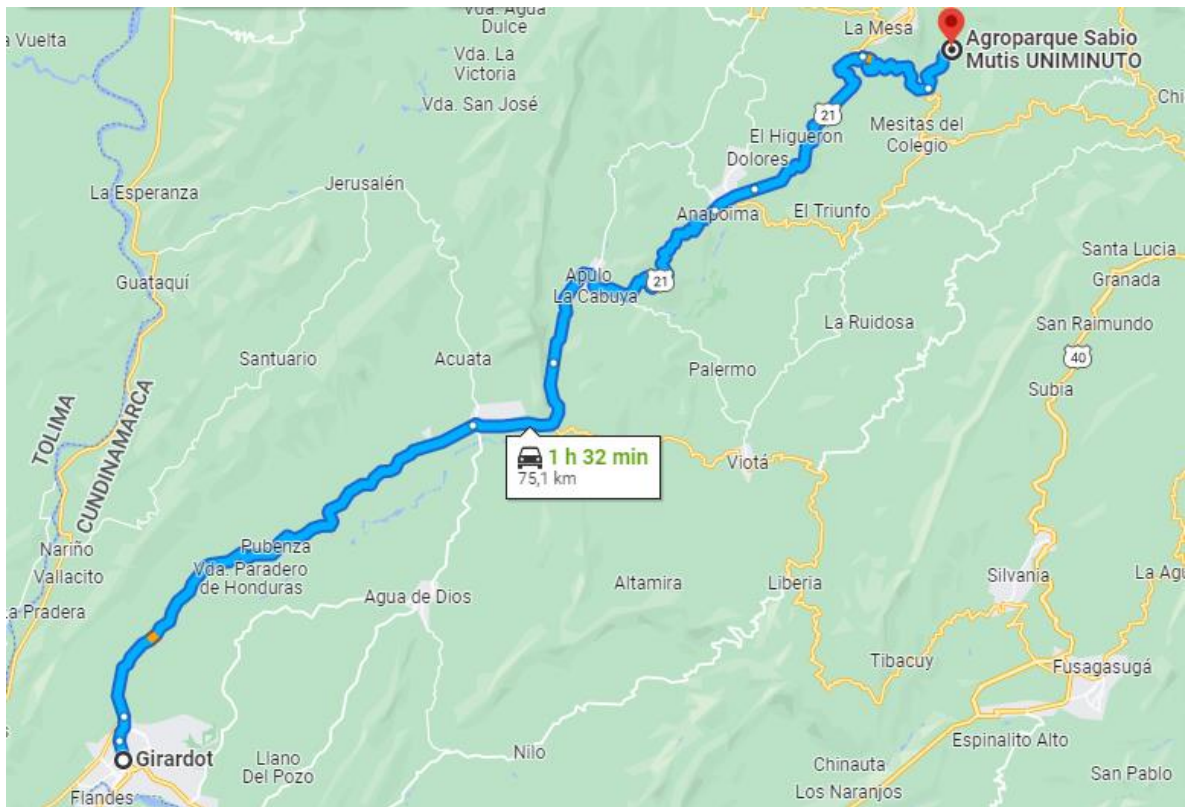 Vda. Agua
Dulce
a Vuelta
La Mesa
Agroparque Sabio
Mutis UNIMINUTO
Vda. La
Victoria
Vda. San José
Chi
21
El Higuerón
Dolores
Mesitas del
Colegio
Jerusalén
La Esperanza
Anapoima
El Triunfo
Santa Lucia
Granada
Guataquí
Apulo
La Cabuya
21
La Ruidosa
San Raimundo
40
Santuario
Acuata
Palermo
Subia
TOLIMA
CUNDINAMARCA
1 h 32 min
75,1 km
Viotá
Nariño
Vallacito
Pubenza
Vda. Paradero
de Honduras
Agua de Dios
Altamira
Liberia
Silvania
La Agu
a Pradera
Tibacuy
Fusagasugá
Girardot
Llano
Del Pozo
Nilo
Espinalito Alto
Chinauta
Los Naranjos
San Pablo
Flandes